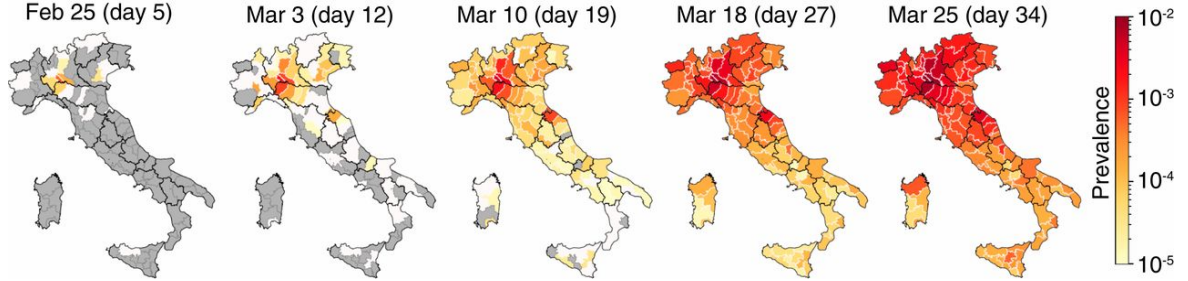 Feb 25 (day 5)
Mar 3 (day 12)
Mar 10 (day 19)
Mar 18 (day 27)
Mar 25 (day 34)
Prevalence
10⁻²
10⁻³
10⁻⁴
10⁻⁵